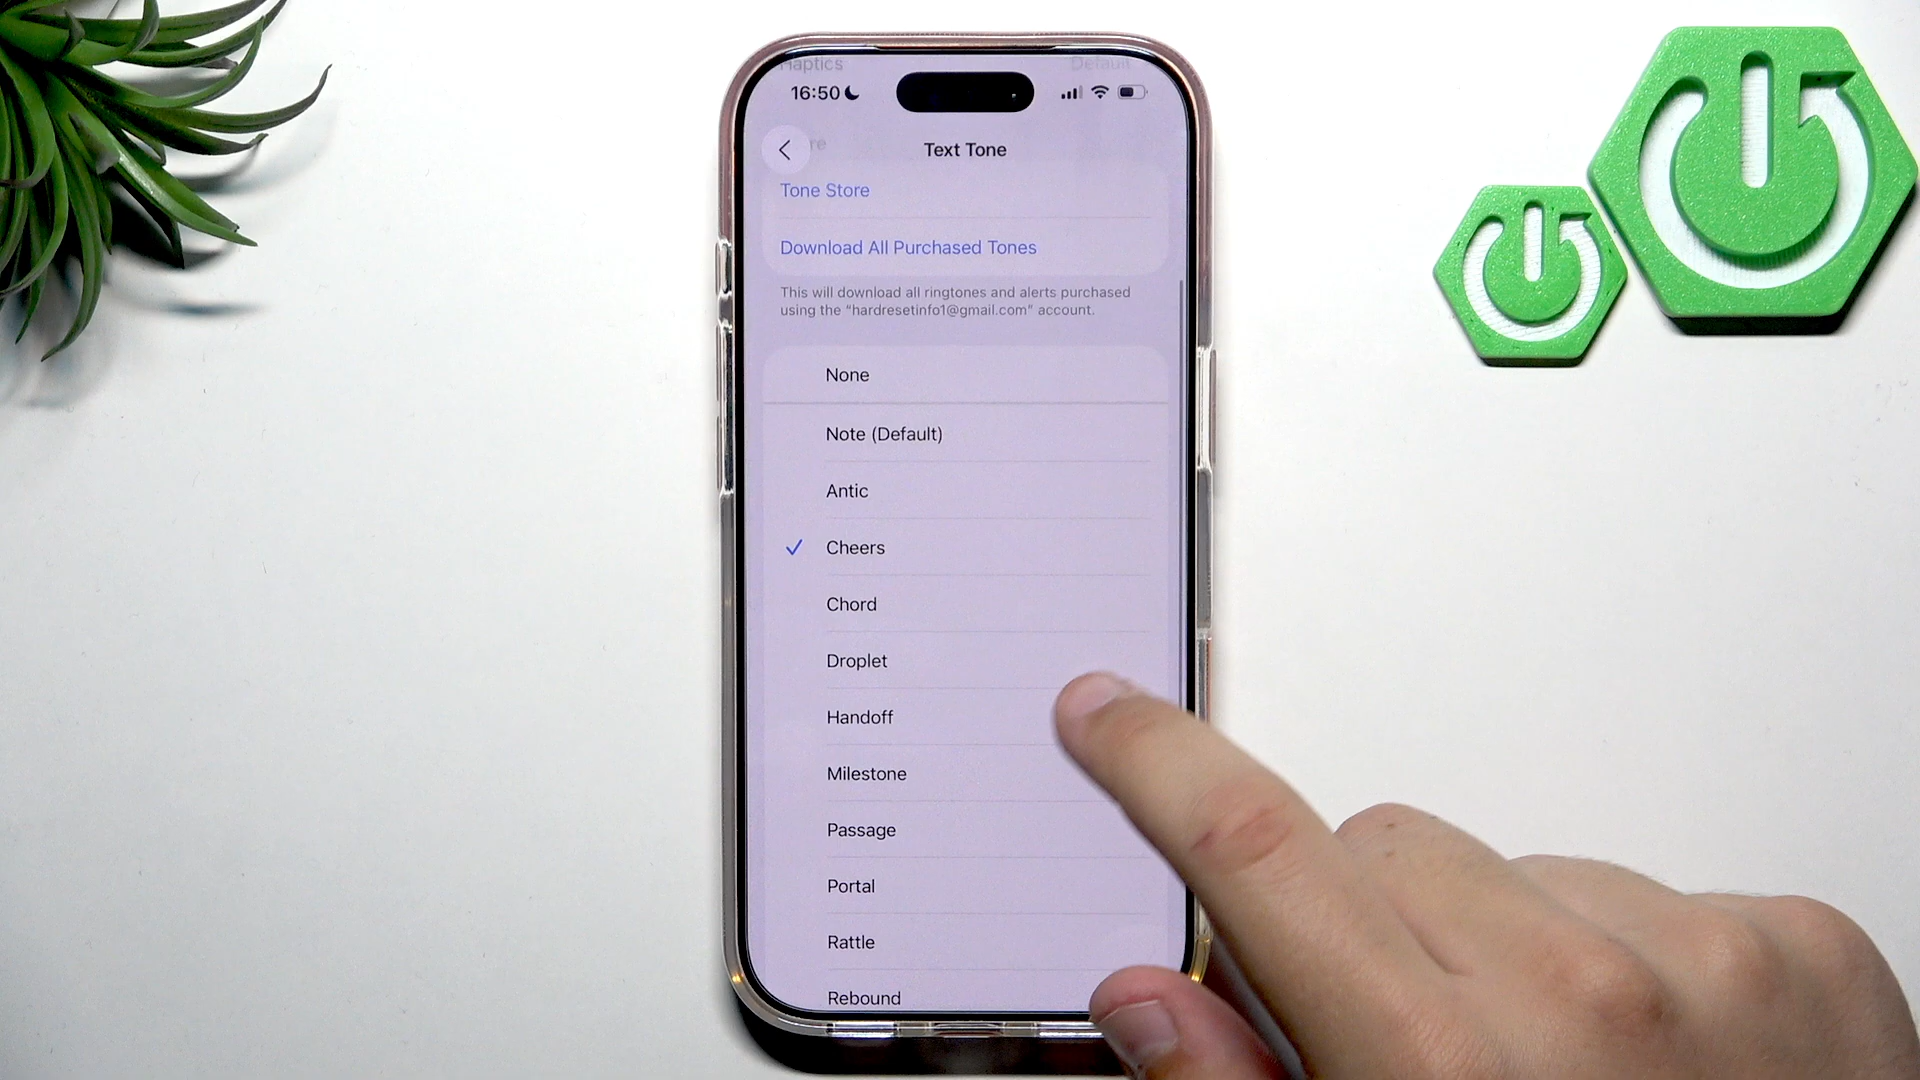 Haptics Default
16:50
Text Tone
Tone Store
Download All Purchased Tones
This will download all ringtones and alerts purchased
using the “hardresetinfo1@gmail.com” account.
None
Note (Default)
Antic
Cheers
Chord
Droplet
Handoff
Milestone
Passage
Portal
Rattle
Rebound